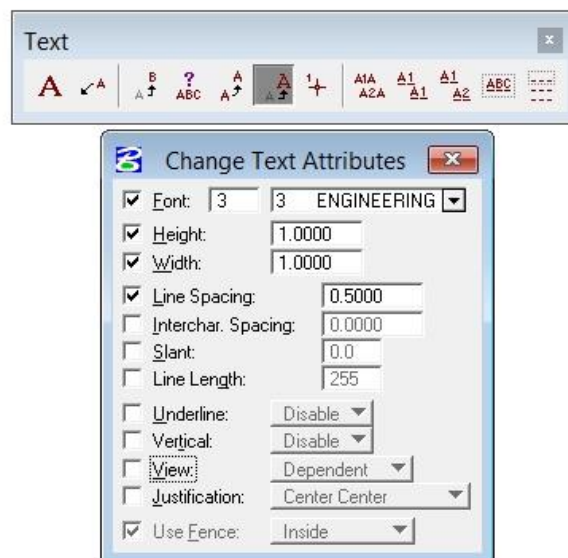 Text
A A B A ? ABC A A A A 1 A1A A2A A1 A1 A1 A2 ABC
Change Text Attributes
Font: 3 3 ENGINEERING
Height: 1.0000
Width: 1.0000
Line Spacing: 0.5000
Interchar. Spacing: 0.0000
Slant: 0.0
Line Length: 255
Underline: Disable
Vertical: Disable
View: Dependent
Justification: Center Center
Use Fence: Inside